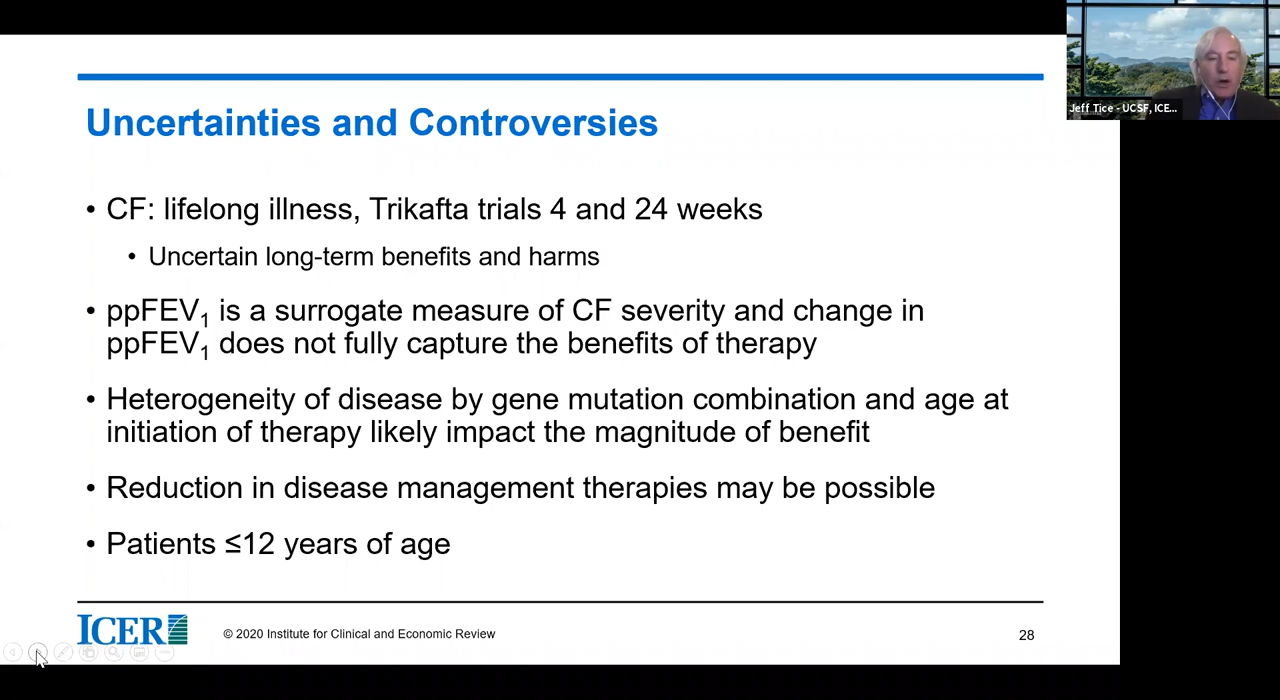 Jeff Tice - UCSF, ICE...
Uncertainties and Controversies
• CF: lifelong illness, Trikafta trials 4 and 24 weeks
• Uncertain long-term benefits and harms
• ppFEV₁ is a surrogate measure of CF severity and change in
ppFEV₁ does not fully capture the benefits of therapy
• Heterogeneity of disease by gene mutation combination and age at
initiation of therapy likely impact the magnitude of benefit
• Reduction in disease management therapies may be possible
• Patients ≤12 years of age
ICER
© 2020 Institute for Clinical and Economic Review
28